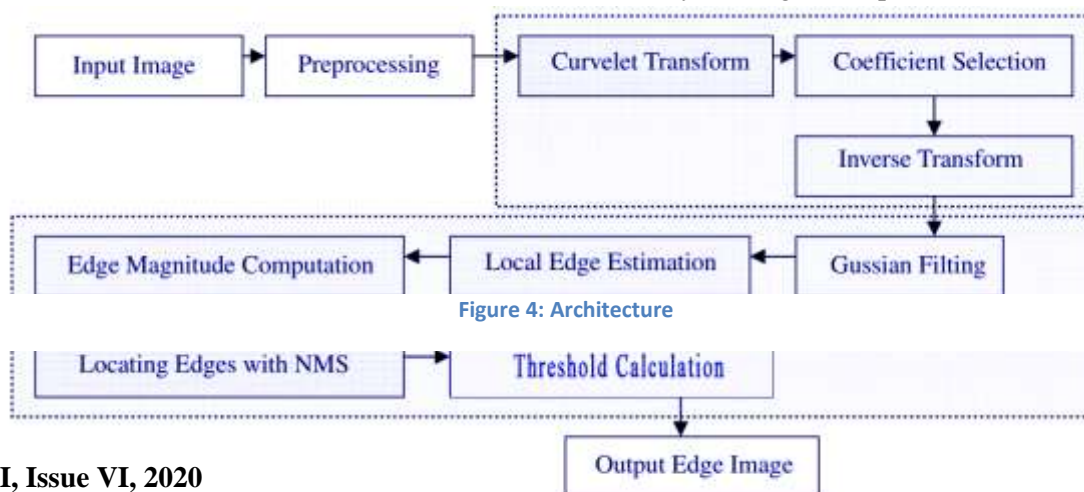 Input Image
Preprocessing
Curvelet Transform
Coefficient Selection
Inverse Transform
Edge Magnitude Computation
Local Edge Estimation
Gussian Filting
Figure 4: Architecture
Locating Edges with NMS
Threshold Calculation
Output Edge Image
I, Issue VI, 2020